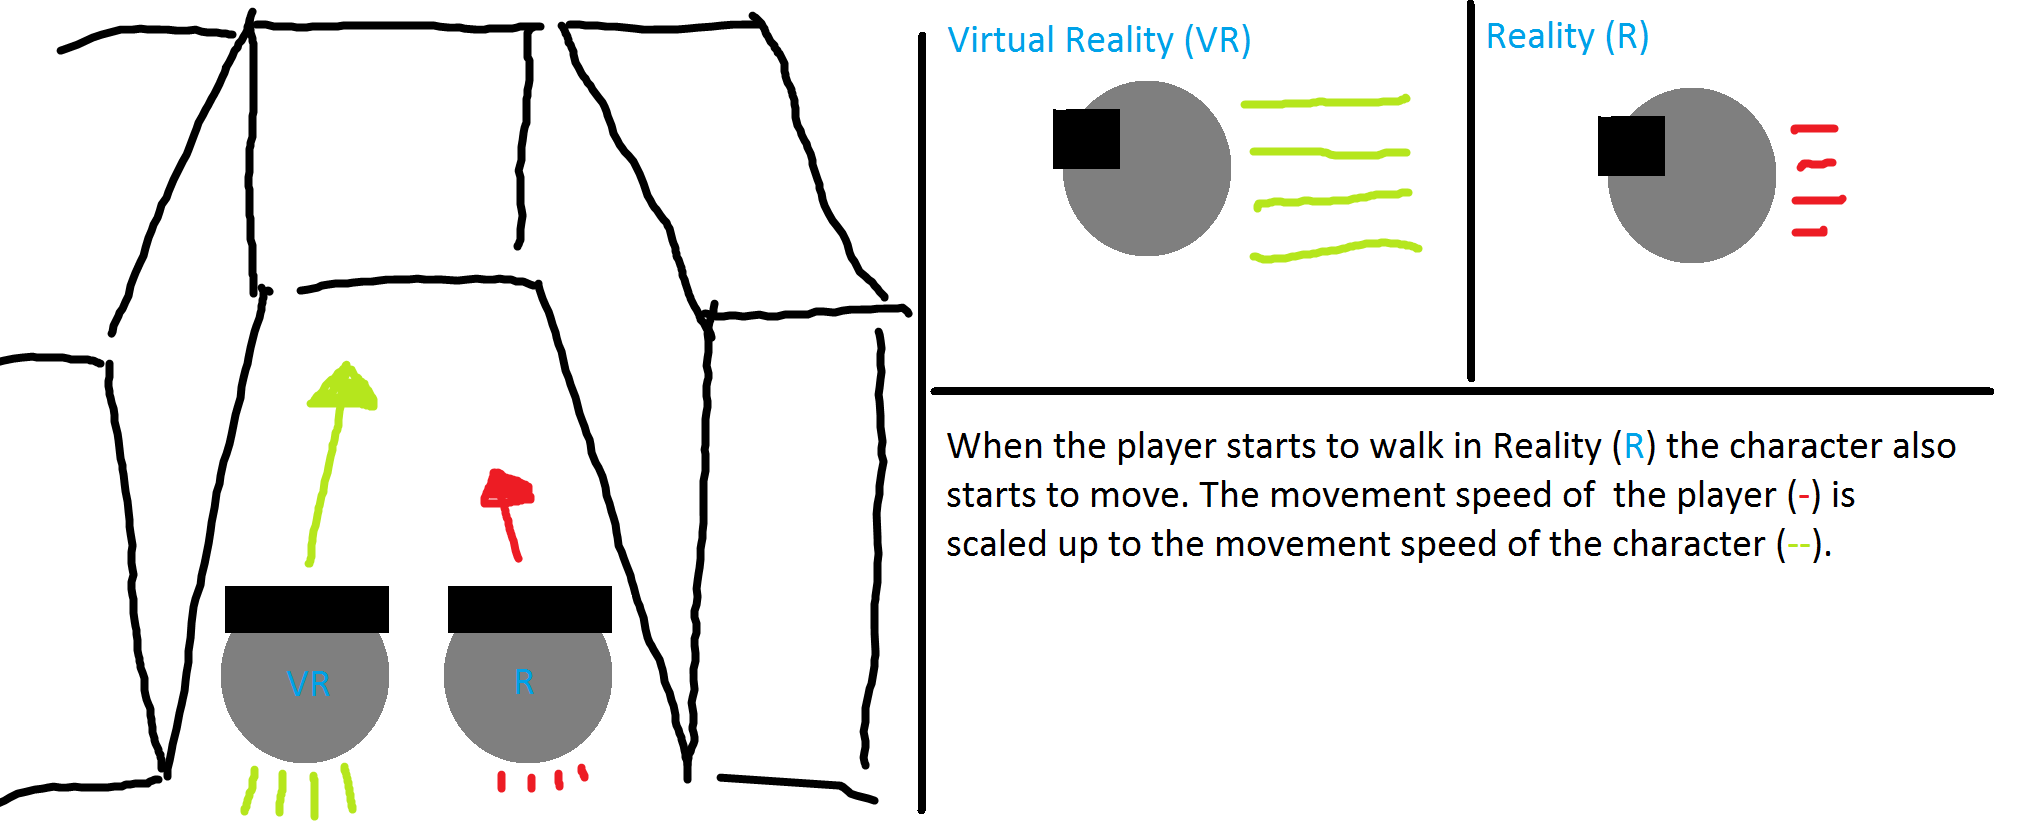 Virtual Reality (VR)
Reality (R)
When the player starts to walk in Reality (R) the character also
starts to move. The movement speed of  the player (-) is
scaled up to the movement speed of the character (--).
VR
R